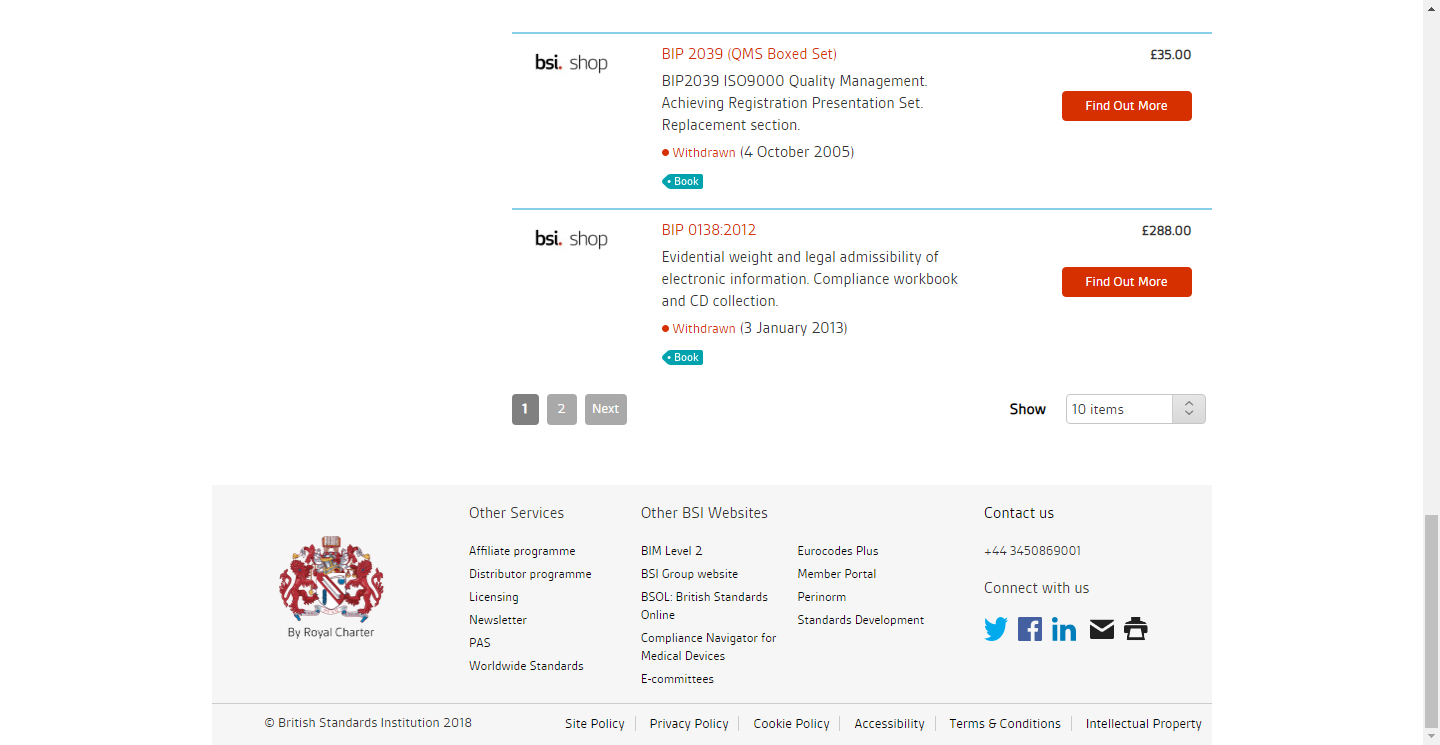 bsi. shop
BIP 2039 (QMS Boxed Set)
£35.00
BIP2039 ISO9000 Quality Management.
Achieving Registration Presentation Set.
Replacement section.
Find Out More
Withdrawn (4 October 2005)
Book
bsi. shop
BIP 0138:2012
£288.00
Evidential weight and legal admissibility of
electronic information. Compliance workbook
and CD collection.
Find Out More
Withdrawn (3 January 2013)
Book
1 2 Next
Show 10 items
By Royal Charter
Other Services
Affiliate programme
Distributor programme
Licensing
Newsletter
PAS
Worldwide Standards
Other BSI Websites
BIM Level 2
BSI Group website
BSOL: British Standards
Online
Compliance Navigator for
Medical Devices
E-committees
Eurocodes Plus
Member Portal
Perinorm
Standards Development
Contact us
+44 3450869001
Connect with us
© British Standards Institution 2018
Site Policy Privacy Policy Cookie Policy Accessibility Terms & Conditions Intellectual Property